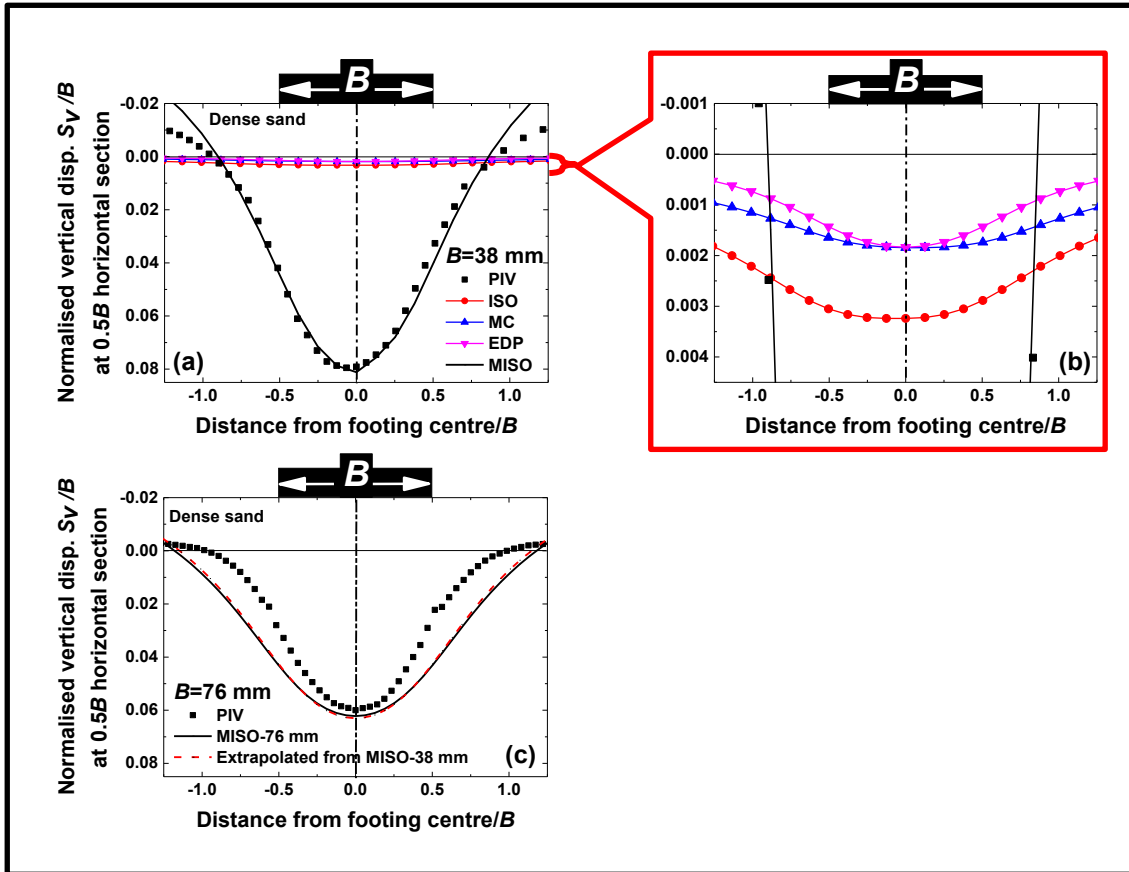 B
-0.02
0.00
0.02
0.04
0.06
0.08
Normalised vertical disp. Sv/B
at 0.5B horizontal section
Dense sand
B=38 mm
PIV
ISO
MC
EDP
MISO
(a)
-1.0 -0.5 0.0 0.5 1.0
Distance from footing centre/B
B
-0.001
0.000
0.001
0.002
0.003
0.004
(b)
-1.0 -0.5 0.0 0.5 1.0
Distance from footing centre/B
B
-0.02
0.00
0.02
0.04
0.06
0.08
Normalised vertical disp. Sv/B
at 0.5B horizontal section
Dense sand
B=76 mm
PIV
MISO-76 mm
Extrapolated from MISO-38 mm
(c)
-1.0 -0.5 0.0 0.5 1.0
Distance from footing centre/B